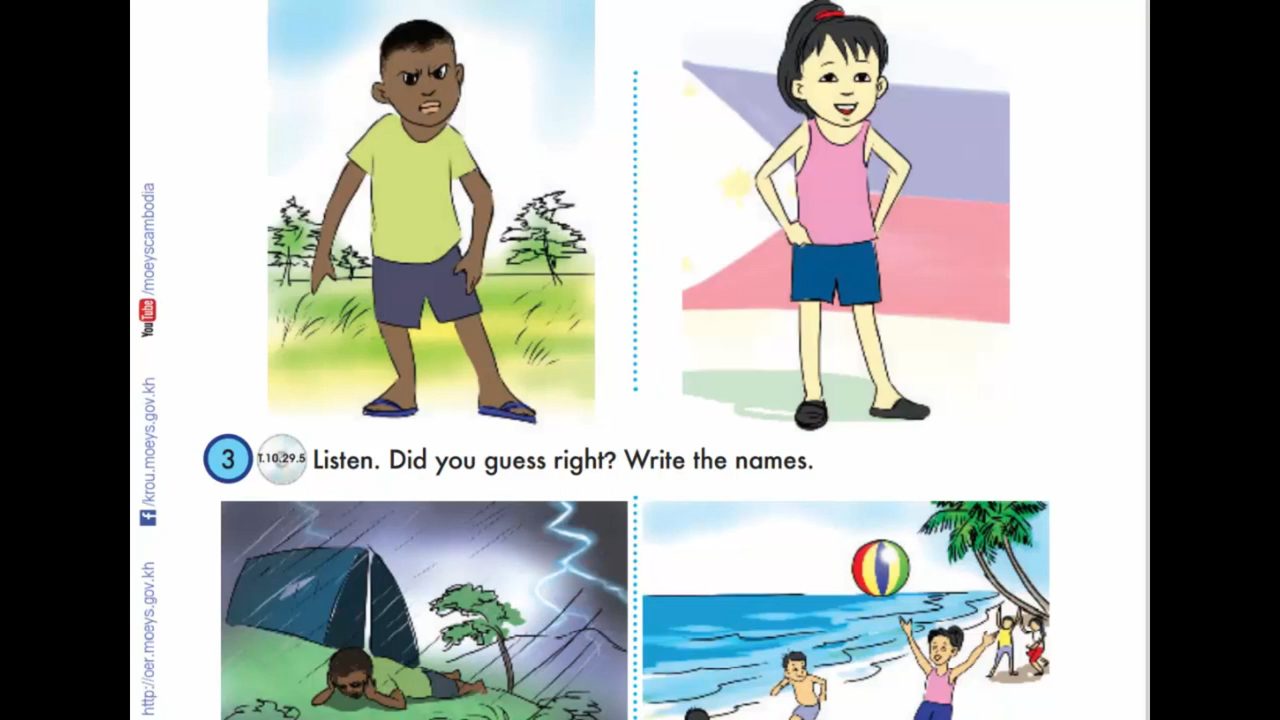 YouTube /moeyscambodia
f /krou.moeys.gov.kh
http://oer.moeys.gov.kh
3 T.10.29.5 Listen. Did you guess right? Write the names.